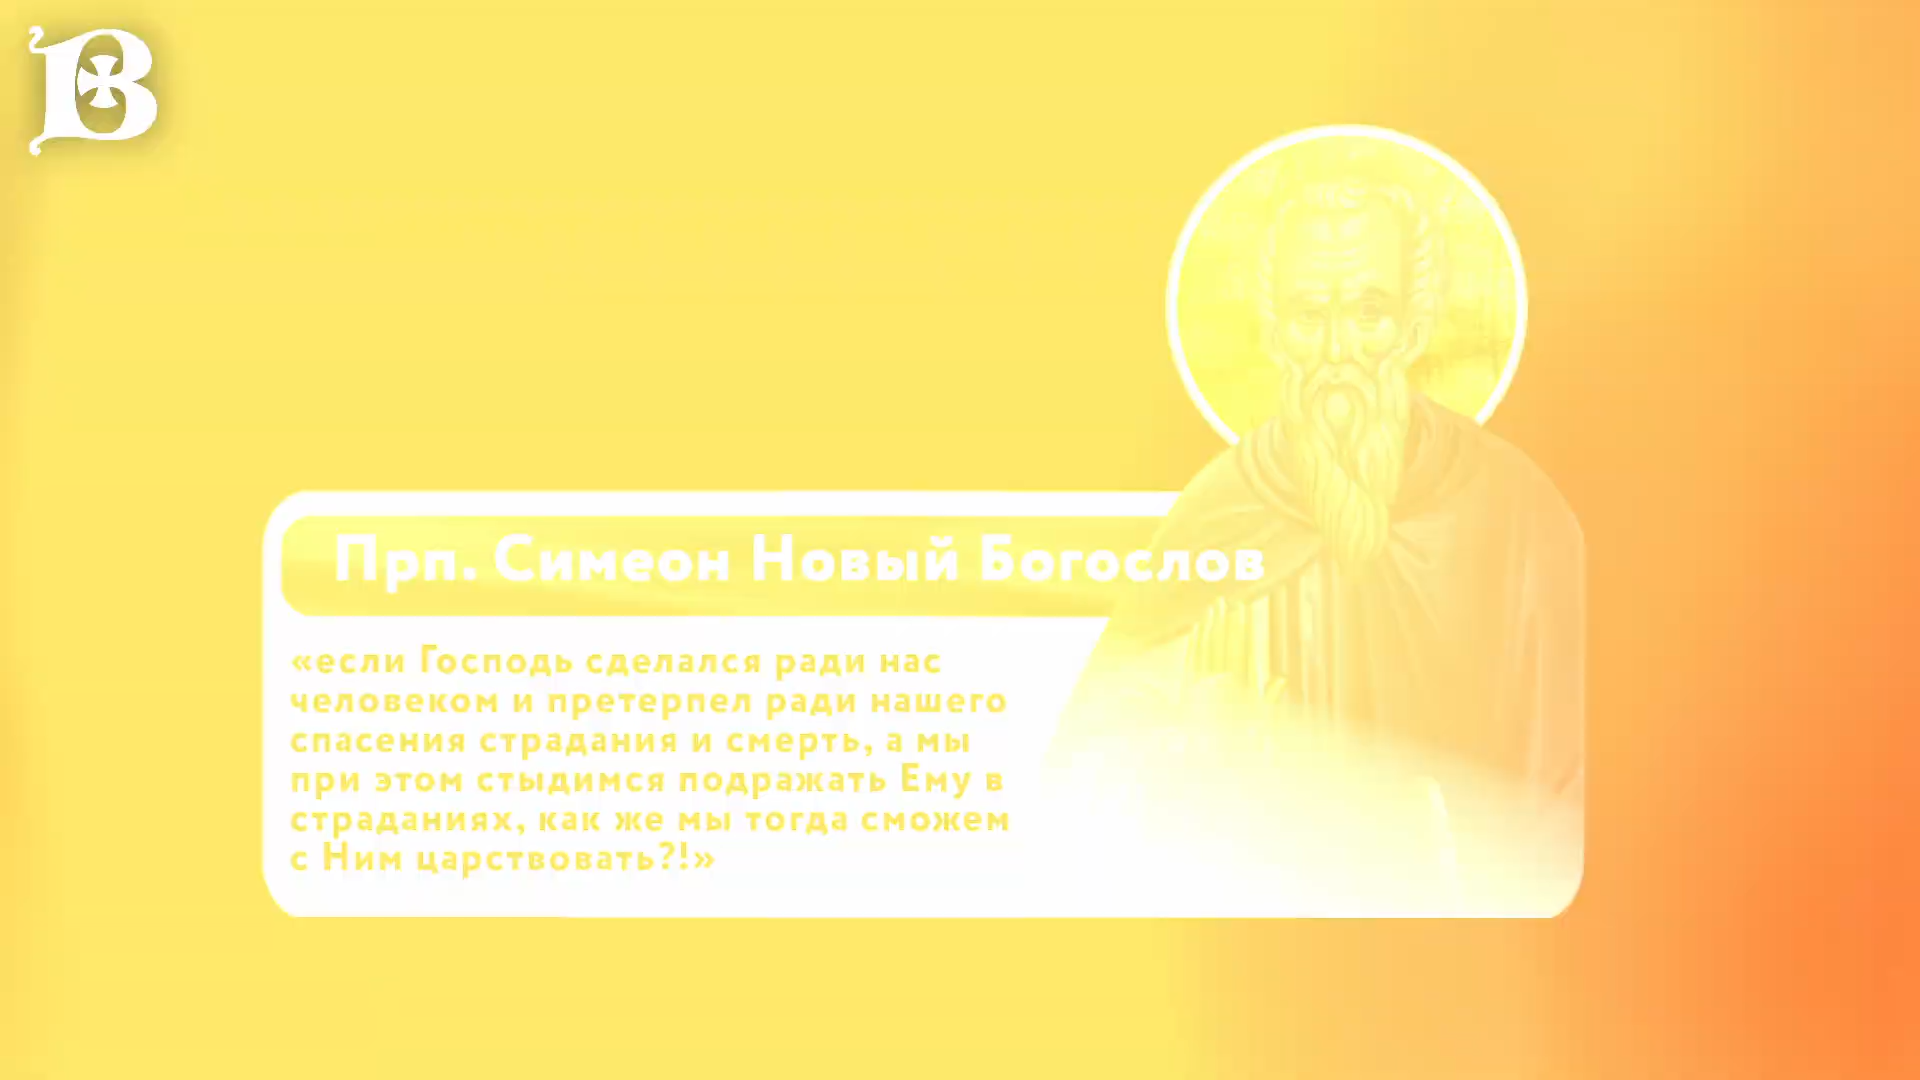 В
Прп. Симеон Новый Богослов
«если Господь сделался ради нас
человеком и претерпел ради нашего
спасения страдания и смерть, а мы
при этом стыдимся подражать Ему в
страданиях, как же мы тогда сможем
с Ним царствовать?!»